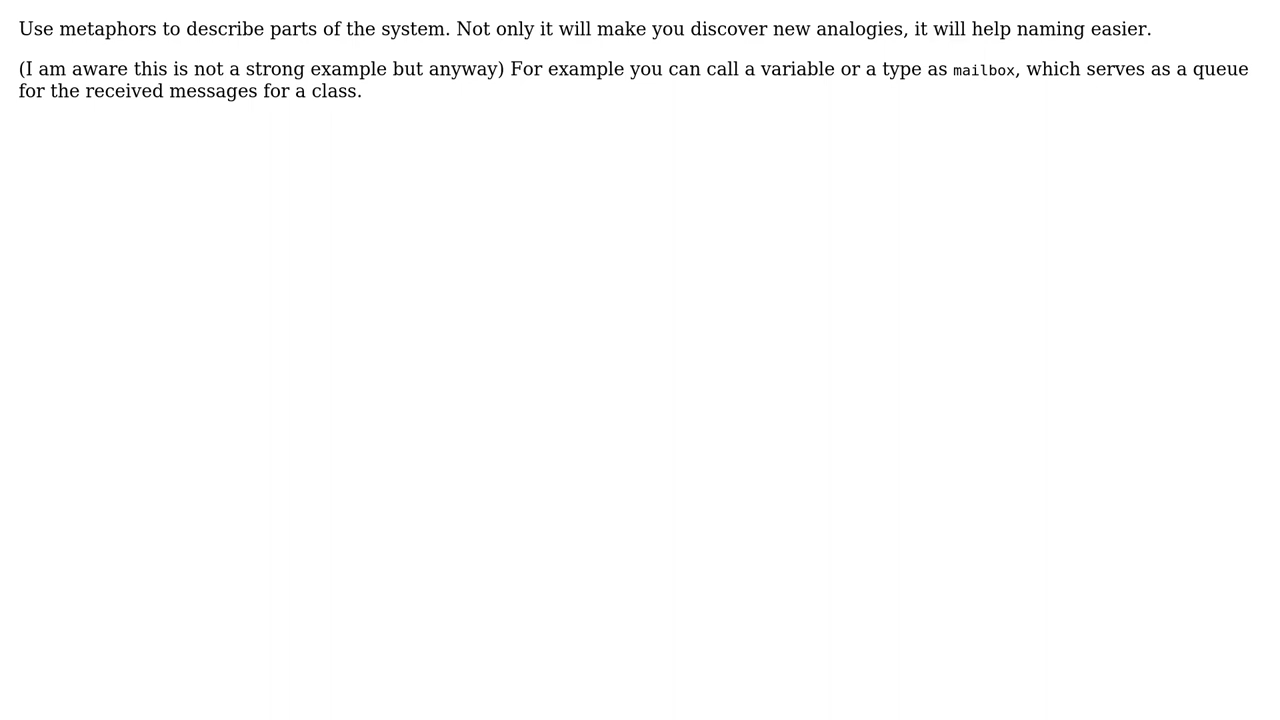 Use metaphors to describe parts of the system. Not only it will make you discover new analogies, it will help naming easier.
(I am aware this is not a strong example but anyway) For example you can call a variable or a type as mailbox, which serves as a queue
for the received messages for a class.